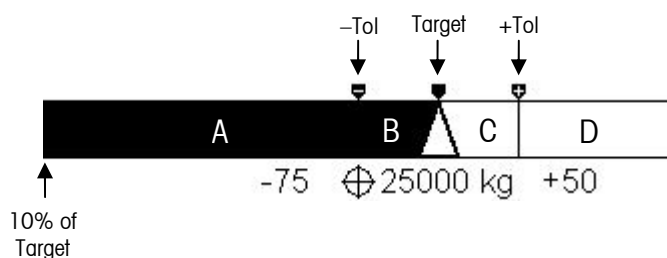 –Tol Target +Tol
A B C D
-75 25000 kg +50
10% of
Target